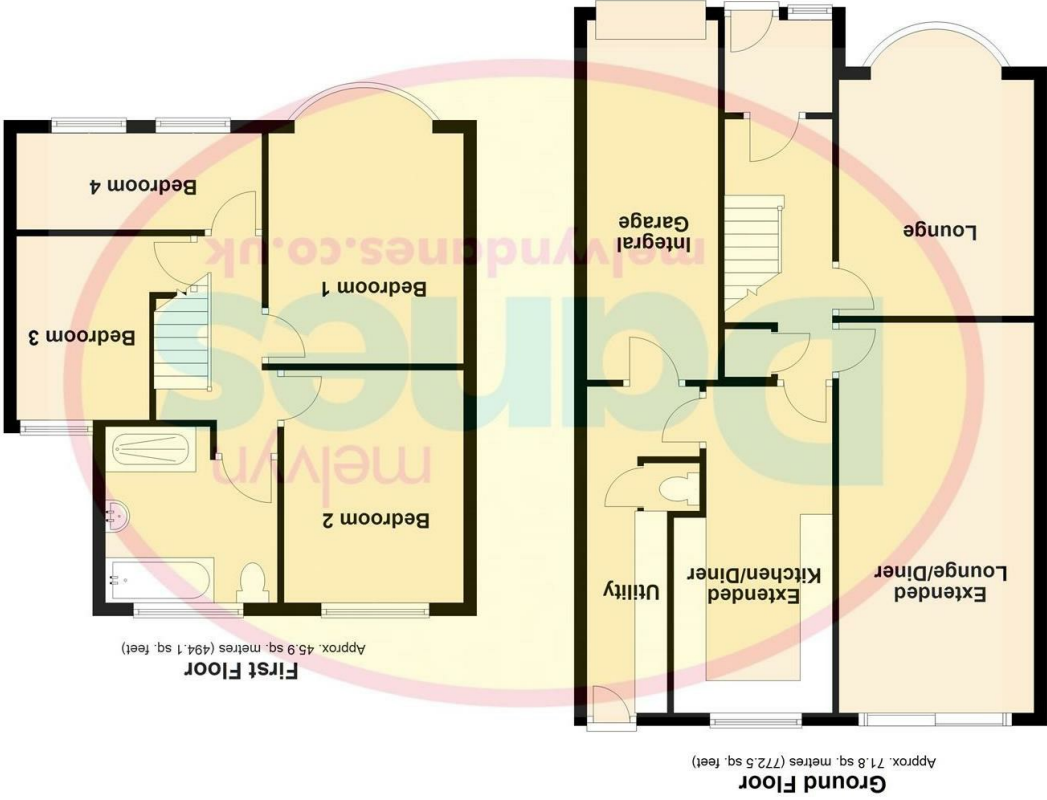 Ground Floor
Approx. 71.8 sq. metres (772.5 sq. feet)
Extended
Lounge/Diner
Extended
Kitchen/Diner
Utility
Lounge
Integral
Garage
First Floor
Approx. 45.9 sq. metres (494.1 sq. feet)
Bedroom 2
Bedroom 1
Bedroom 3
Bedroom 4
melvyn
Danes
melvyndanes.co.uk